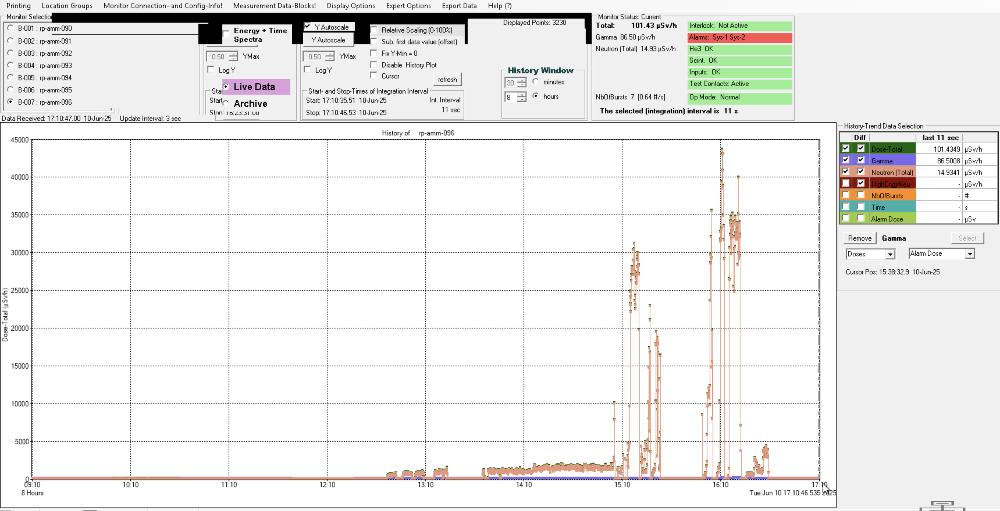 Printing Location Groups Monitor Connection- and Config-Info! Measurement Data-Blocks! Display Options Expert Options Export Data Help (?)
Monitor Selection
B-001 : rp-amm-090
B-002 : rp-amm-091
B-003 : rp-amm-092
B-004 : rp-amm-093
B-005 : rp-amm-094
B-006 : rp-amm-095
B-007 : rp-amm-096
Data Received: 17:10:47.00 10-Jun-25 Update Interval: 3 sec
Energy + Time
Spectra
0.50 YMax
Log Y
Live Data
Start
Archive
Stop: 16:23:31.00
Y Autoscale
Y Autoscale
0.50 YMax
Log Y
Relative Scaling (0-100%)
Sub. first data value (offset)
Fix Y-Min = 0
Disable History Plot
Cursor
refresh
Start- and Stop-Times of Integration Interval
Start: 17:10:35.51 10-Jun-25 Int. Interval
Stop: 17:10:46.53 10-Jun-25 11 sec
Displayed Points: 3230
History Window
30 minutes
8 hours
Monitor Status: Current
Total: 101.43 µSv/h Interlock: Not Active
Gamma 86.50 µSv/h Alarms: Sys-1 Sys-2
Neutron (Total) 14.93 µSv/h He3 OK
Scint. OK
Inputs: OK
Test Contacts: Active
NbOfBursts 7 [0.64 #/s] Op Mode: Normal
The selected (integration) interval is 11 s
History of rp-amm-096
Dose-Total (µSv/h)
45000
40000
35000
30000
25000
20000
15000
10000
5000
0
09:10 10:10 11:10 12:10 13:10 14:10 15:10 16:10 17:10
8 Hours Tue Jun 10 17:10:46.535 2025
History-Trend Data Selection
Diff last 11 sec
Dose-Total 101.4349 µSv/h
Gamma 86.5008 µSv/h
Neutron (Total) 14.9341 µSv/h
HighEngyNeu - µSv/h
NbOfBursts - #
Time - s
Alarm Dose - µSv
Remove Gamma Select
Doses Alarm Dose
Cursor Pos: 15:38:32.9 10-Jun-25